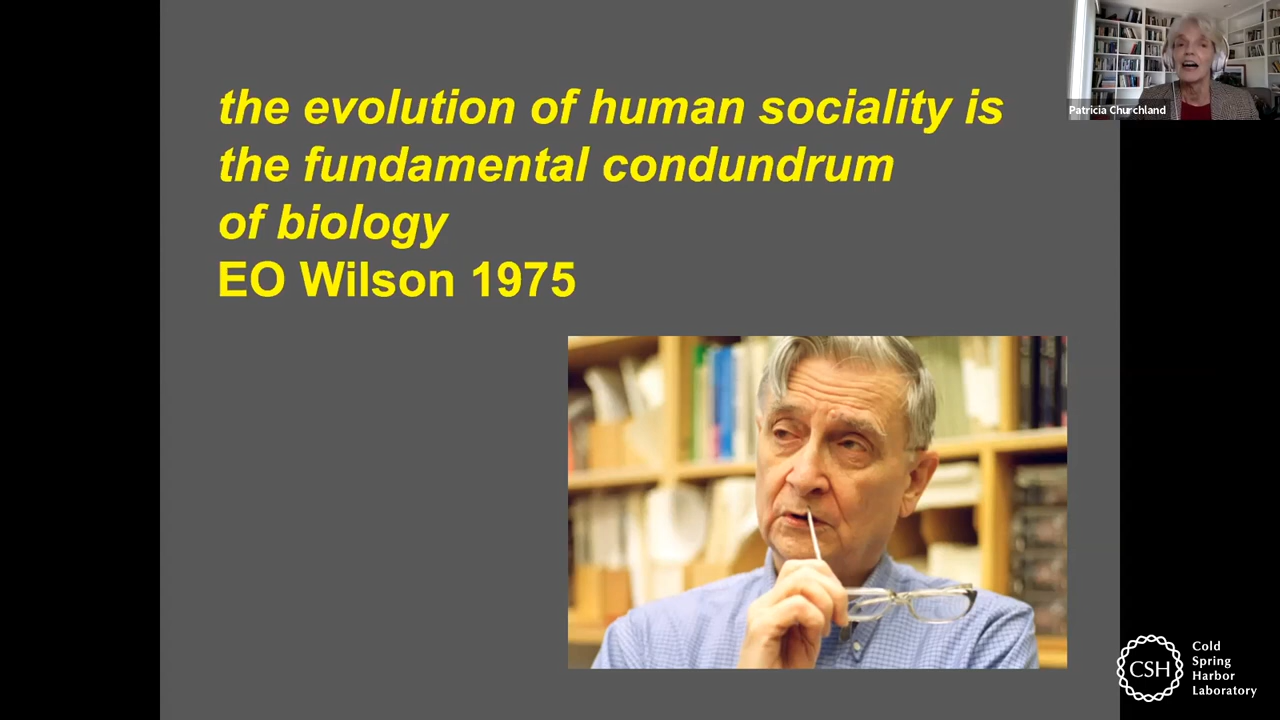 the evolution of human sociality is
the fundamental condundrum
of biology
EO Wilson 1975
Patricia Churchland
CSH
Cold
Spring
Harbor
Laboratory